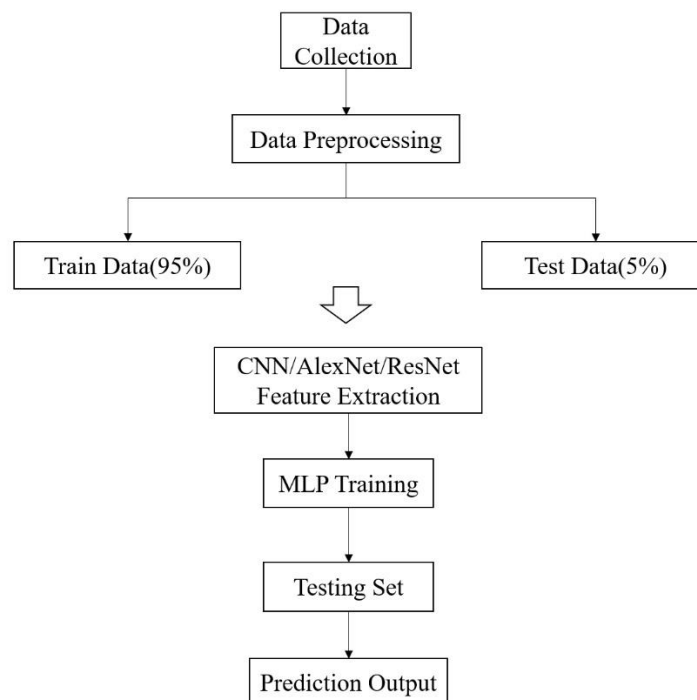 Data
Collection
Data Preprocessing
Train Data(95%)
Test Data(5%)
CNN/AlexNet/ResNet
Feature Extraction
MLP Training
Testing Set
Prediction Output